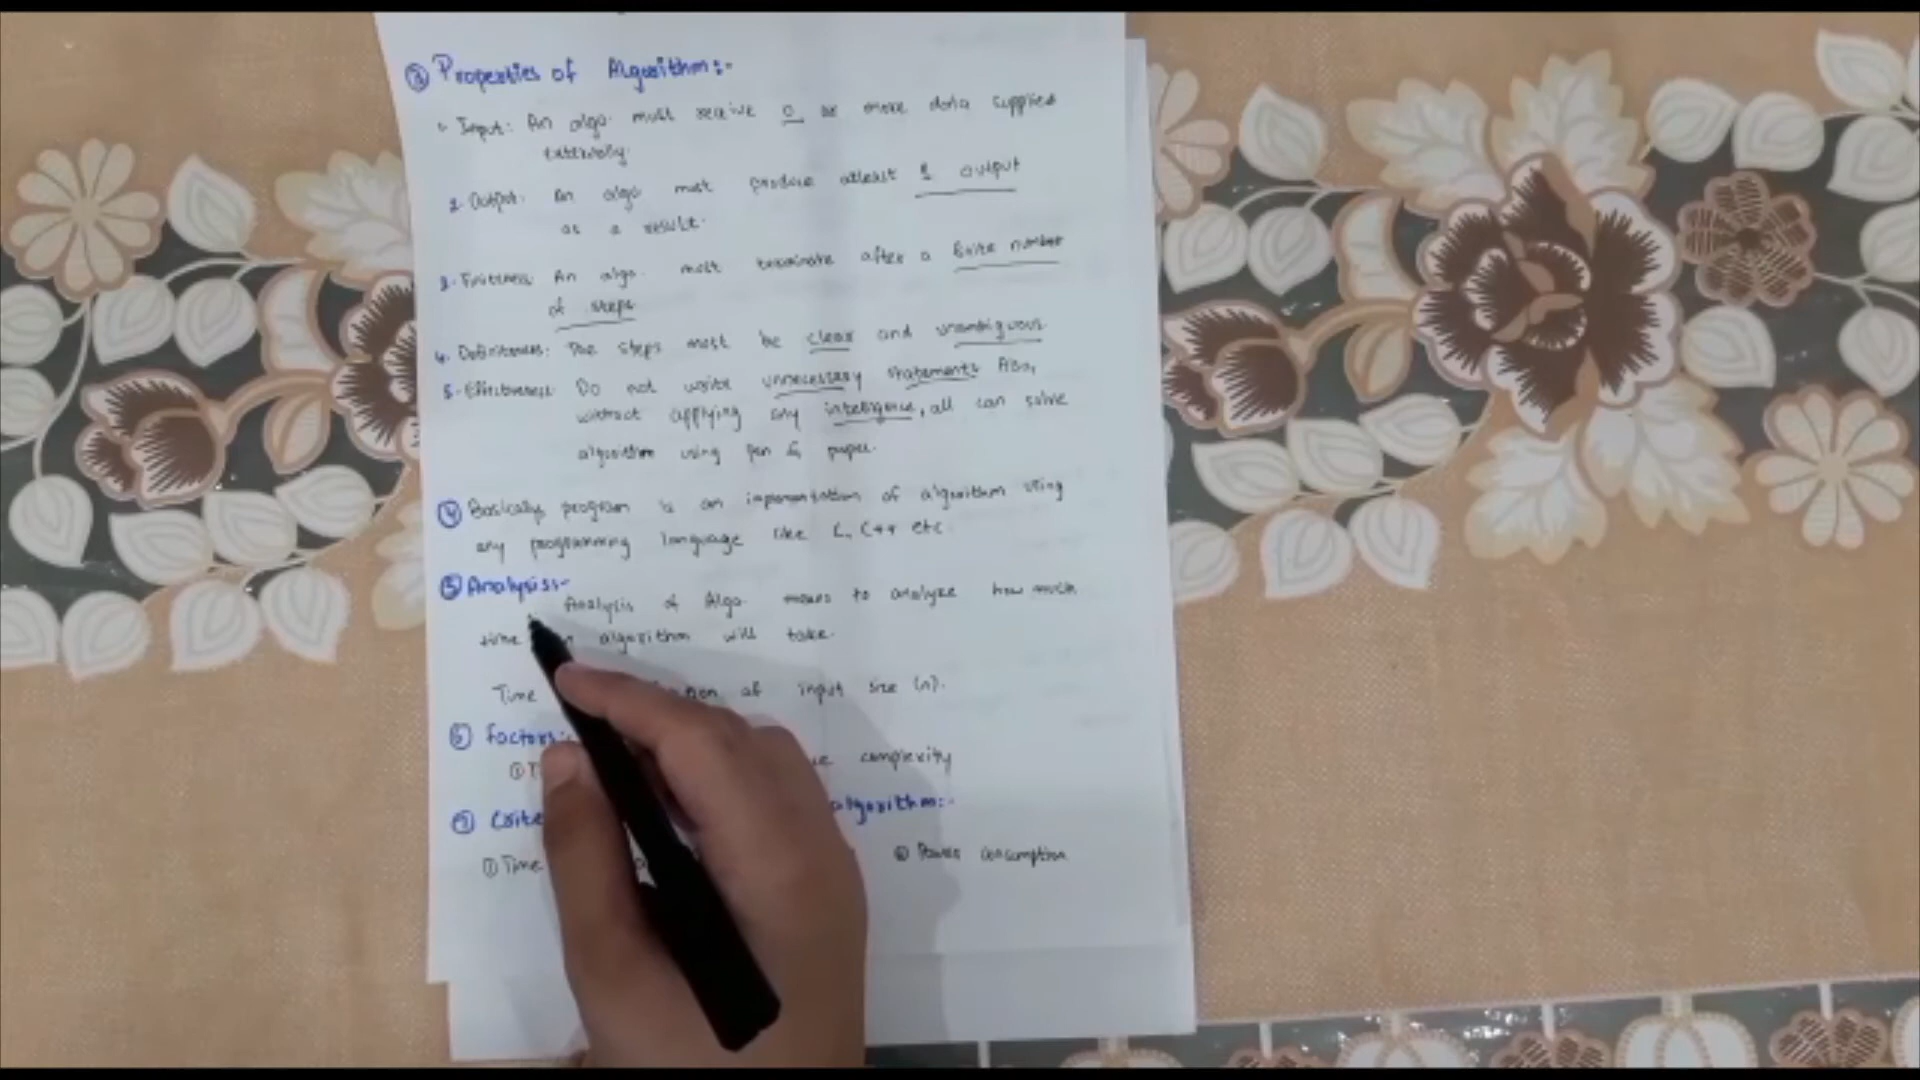 ③ Properties of Algorithm:-
1. Input: An algo. must receive 0 or more data supplied
externally.
2. Output: An algo must produce atleast 1 output
as a result.
3. Finiteness: An algo. must terminate after a finite number
of steps
4. Definiteness: The steps must be clear and unambiguous.
5. Effectiveness: Do not write unnecessary statements Also,
without applying any intelligence, all can solve
algorithm using pen & paper.
④ Basically program is an implementation of algorithm using
any programming language like C, C++ etc.
⑤ Analysis:-
Analysis of Algo. means to analyze how much
time algorithm will take.
Time of input size (n).
⑥ Factors:-
① complexity
⑦ algorithm:-
① Time ⑥ Power consumption